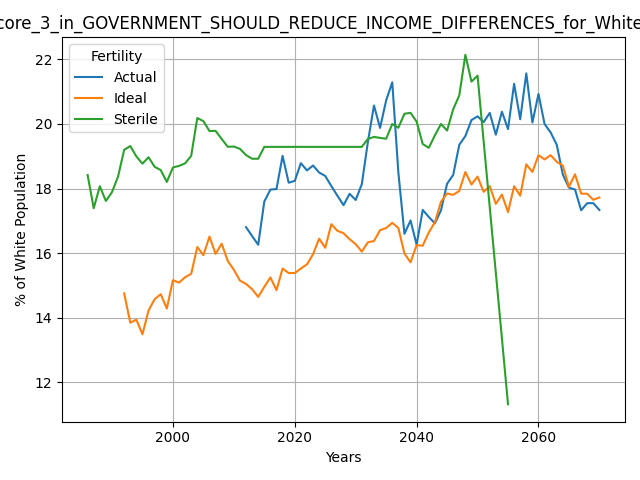 core_3_in_GOVERNMENT_SHOULD_REDUCE_INCOME_DIFFERENCES_for_White
Fertility
Actual
Ideal
Sterile
% of White Population
22
20
18
16
14
12
2000
2020
2040
2060
Years